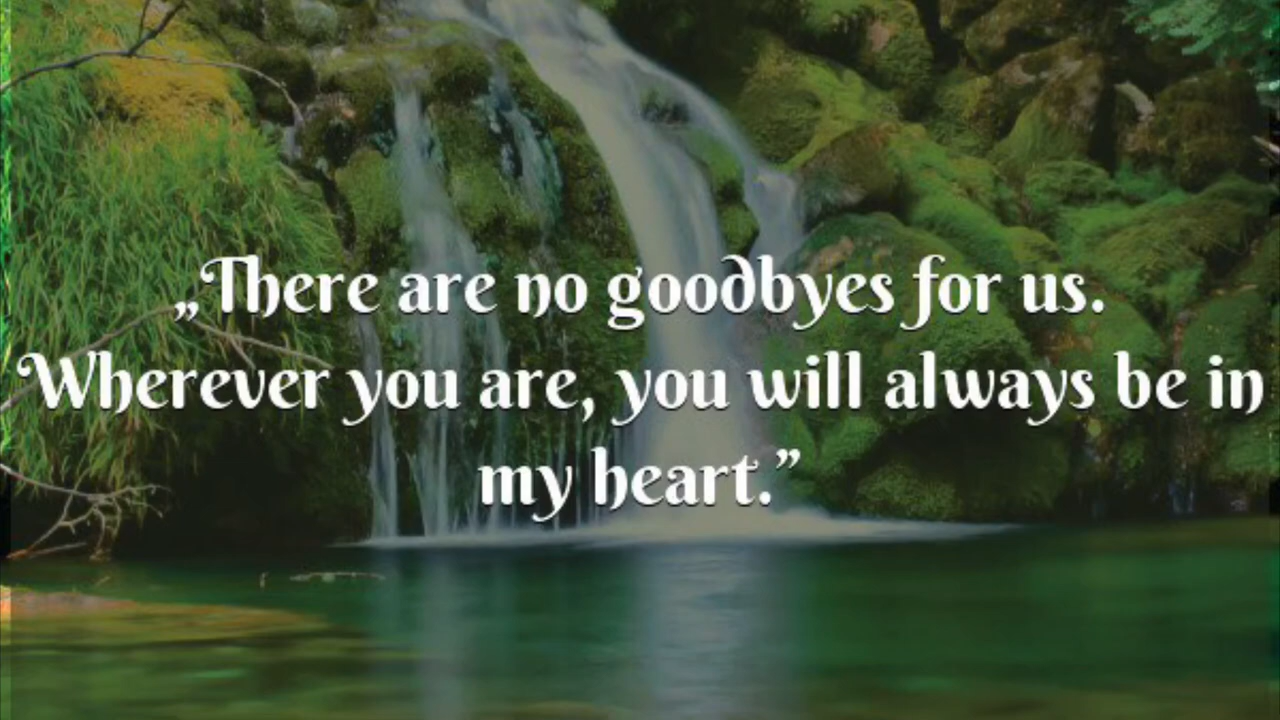 „There are no goodbyes for us.
Wherever you are, you will always be in
my heart.”